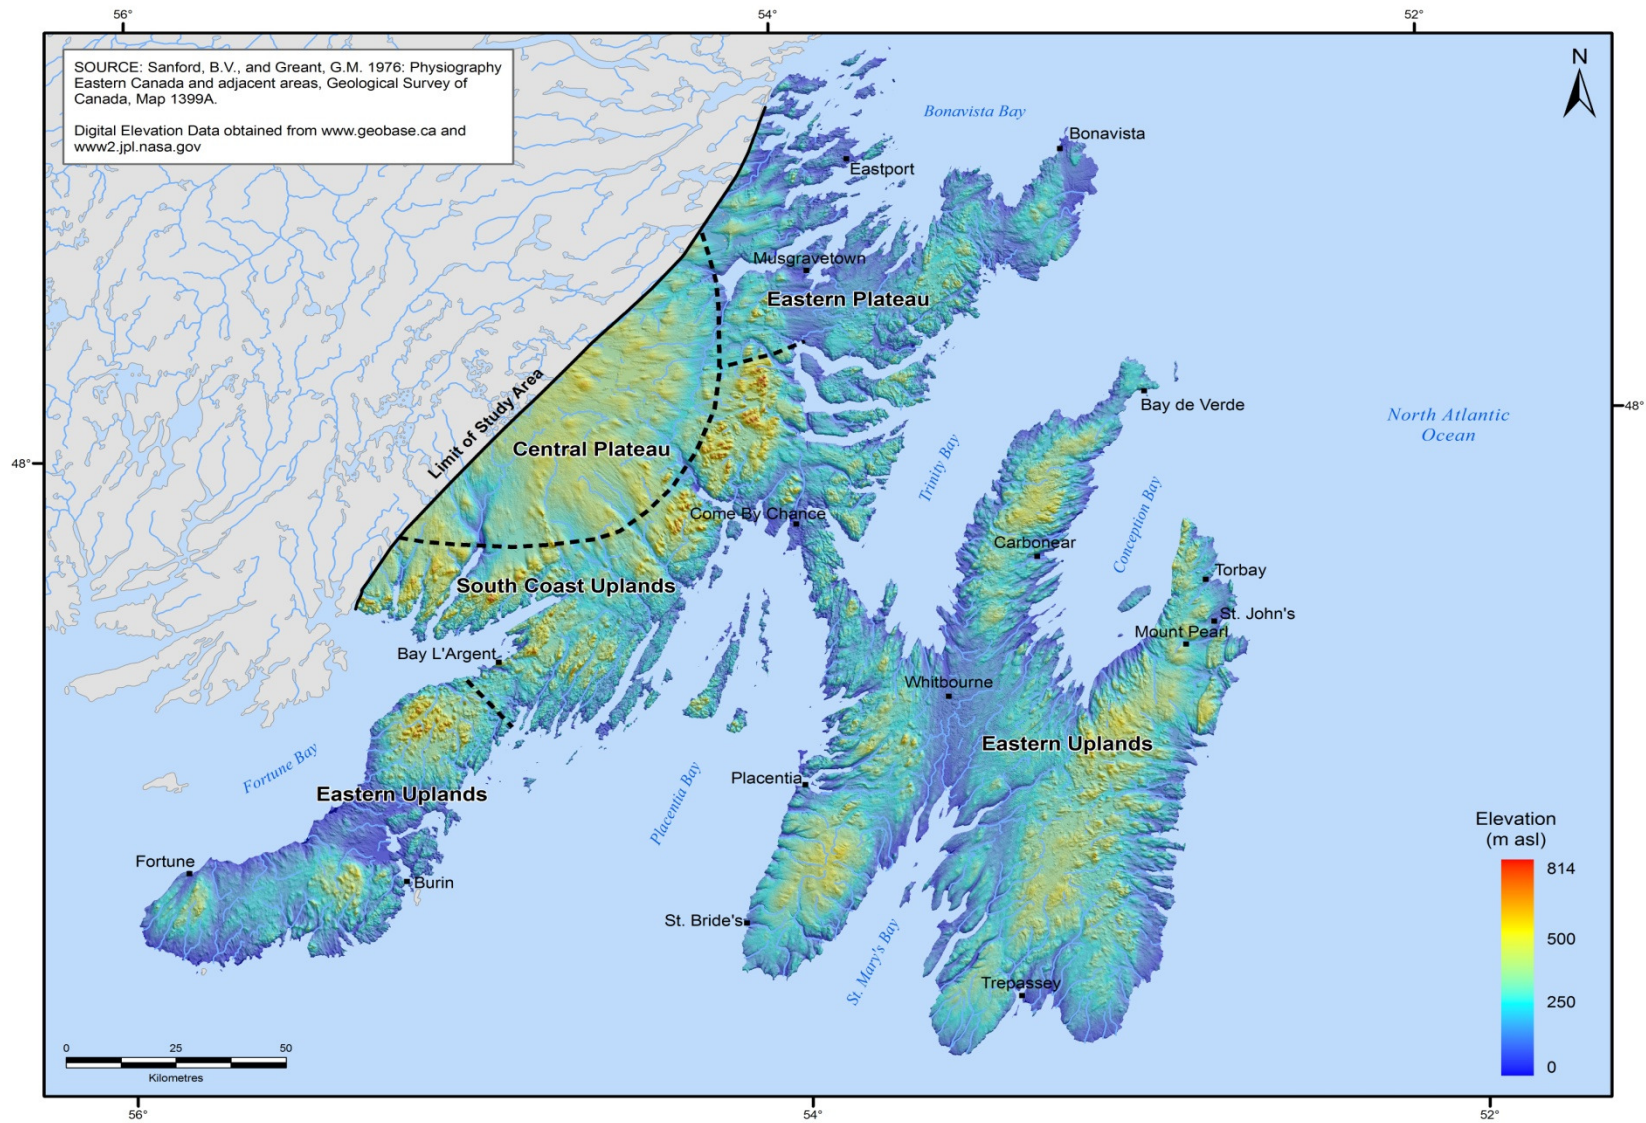 56°
54°
52°
SOURCE: Sanford, B.V., and Greant, G.M. 1976: Physiography
Eastern Canada and adjacent areas, Geological Survey of
Canada, Map 1399A.
Digital Elevation Data obtained from www.geobase.ca and
www2.jpl.nasa.gov
N
Bonavista Bay
Bonavista
Eastport
Musgravetown
Eastern Plateau
Limit of Study Area
Bay de Verde
48°
North Atlantic
Ocean
Central Plateau
48°
Trinity Bay
Come By Chance
Conception Bay
Carbonear
Torbay
South Coast Uplands
St. John's
Mount Pearl
Bay L'Argent
Whitbourne
Eastern Uplands
Fortune Bay
Placentia
Eastern Uplands
Placentia Bay
Elevation
(m asl)
814
500
250
0
Fortune
Burin
St. Bride's
St. Mary's Bay
Trepassey
0
25
50
Kilometres
56°
54°
52°